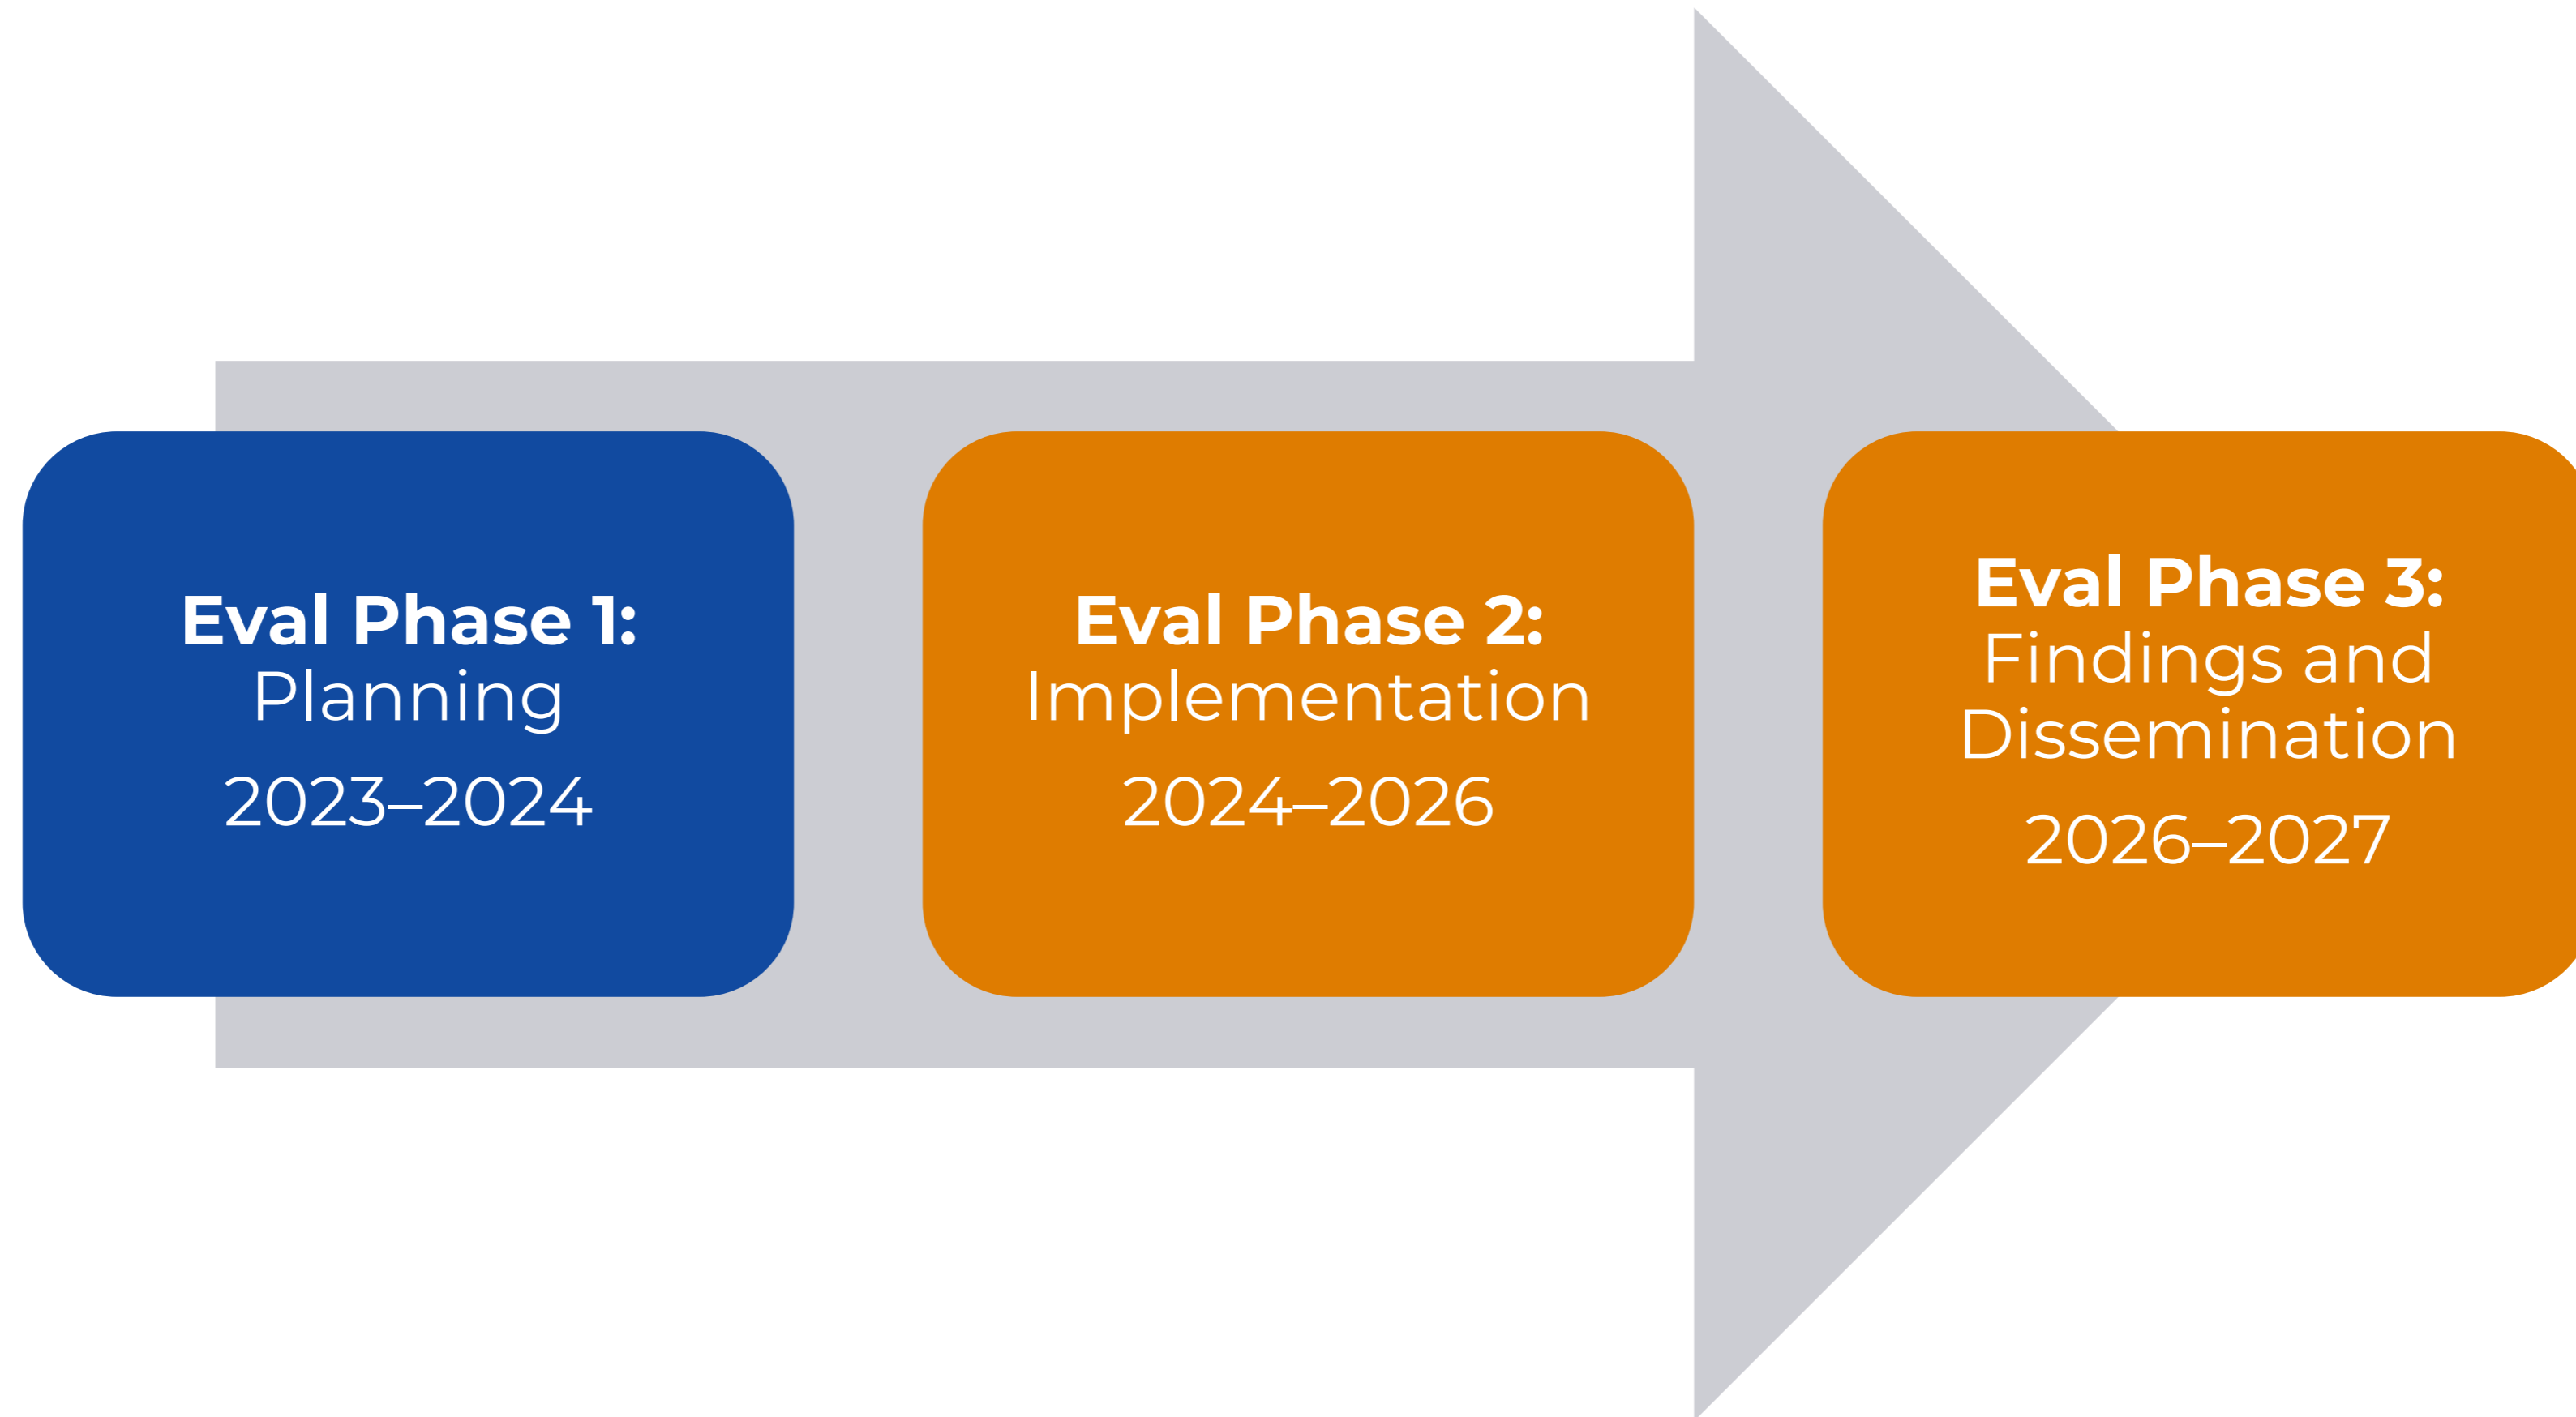 Eval Phase 1:
Planning
2023–2024
Eval Phase 2:
Implementation
2024–2026
Eval Phase 3:
Findings and
Dissemination
2026–2027